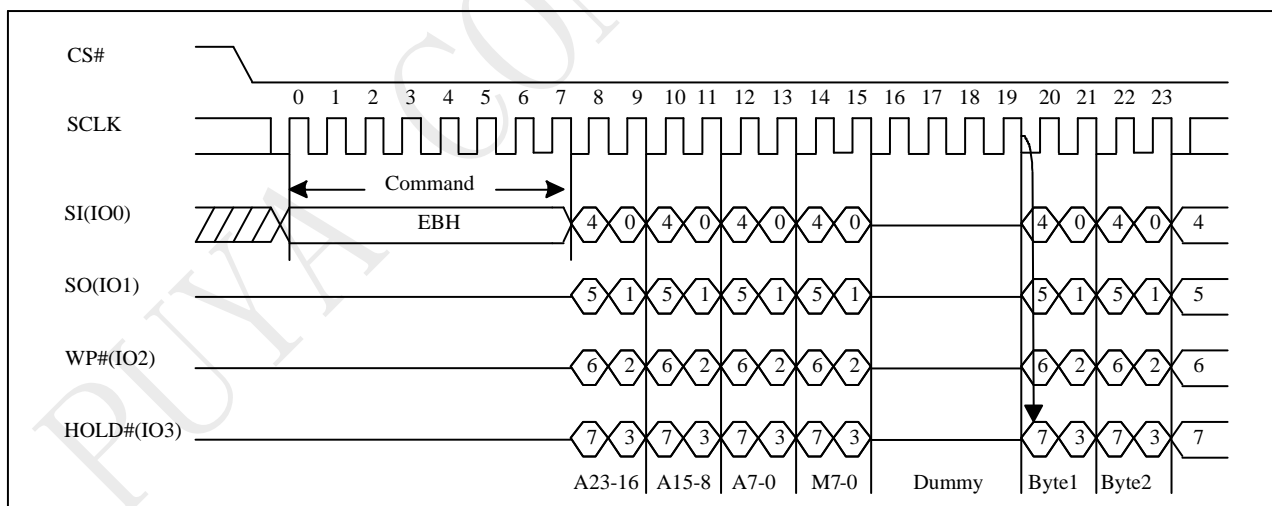 PUYA CON
CS#
0 1 2 3 4 5 6 7 8 9 10 11 12 13 14 15 16 17 18 19 20 21 22 23
SCLK
Command
SI(IO0) EBH 4 0 4 0 4 0 4 0 4 0 4 0 4
SO(IO1) 5 1 5 1 5 1 5 1 5 1 5 1 5
WP#(IO2) 6 2 6 2 6 2 6 2 6 2 6 2 6
HOLD#(IO3) 7 3 7 3 7 3 7 3 7 3 7 3 7
A23-16 A15-8 A7-0 M7-0 Dummy Byte1 Byte2